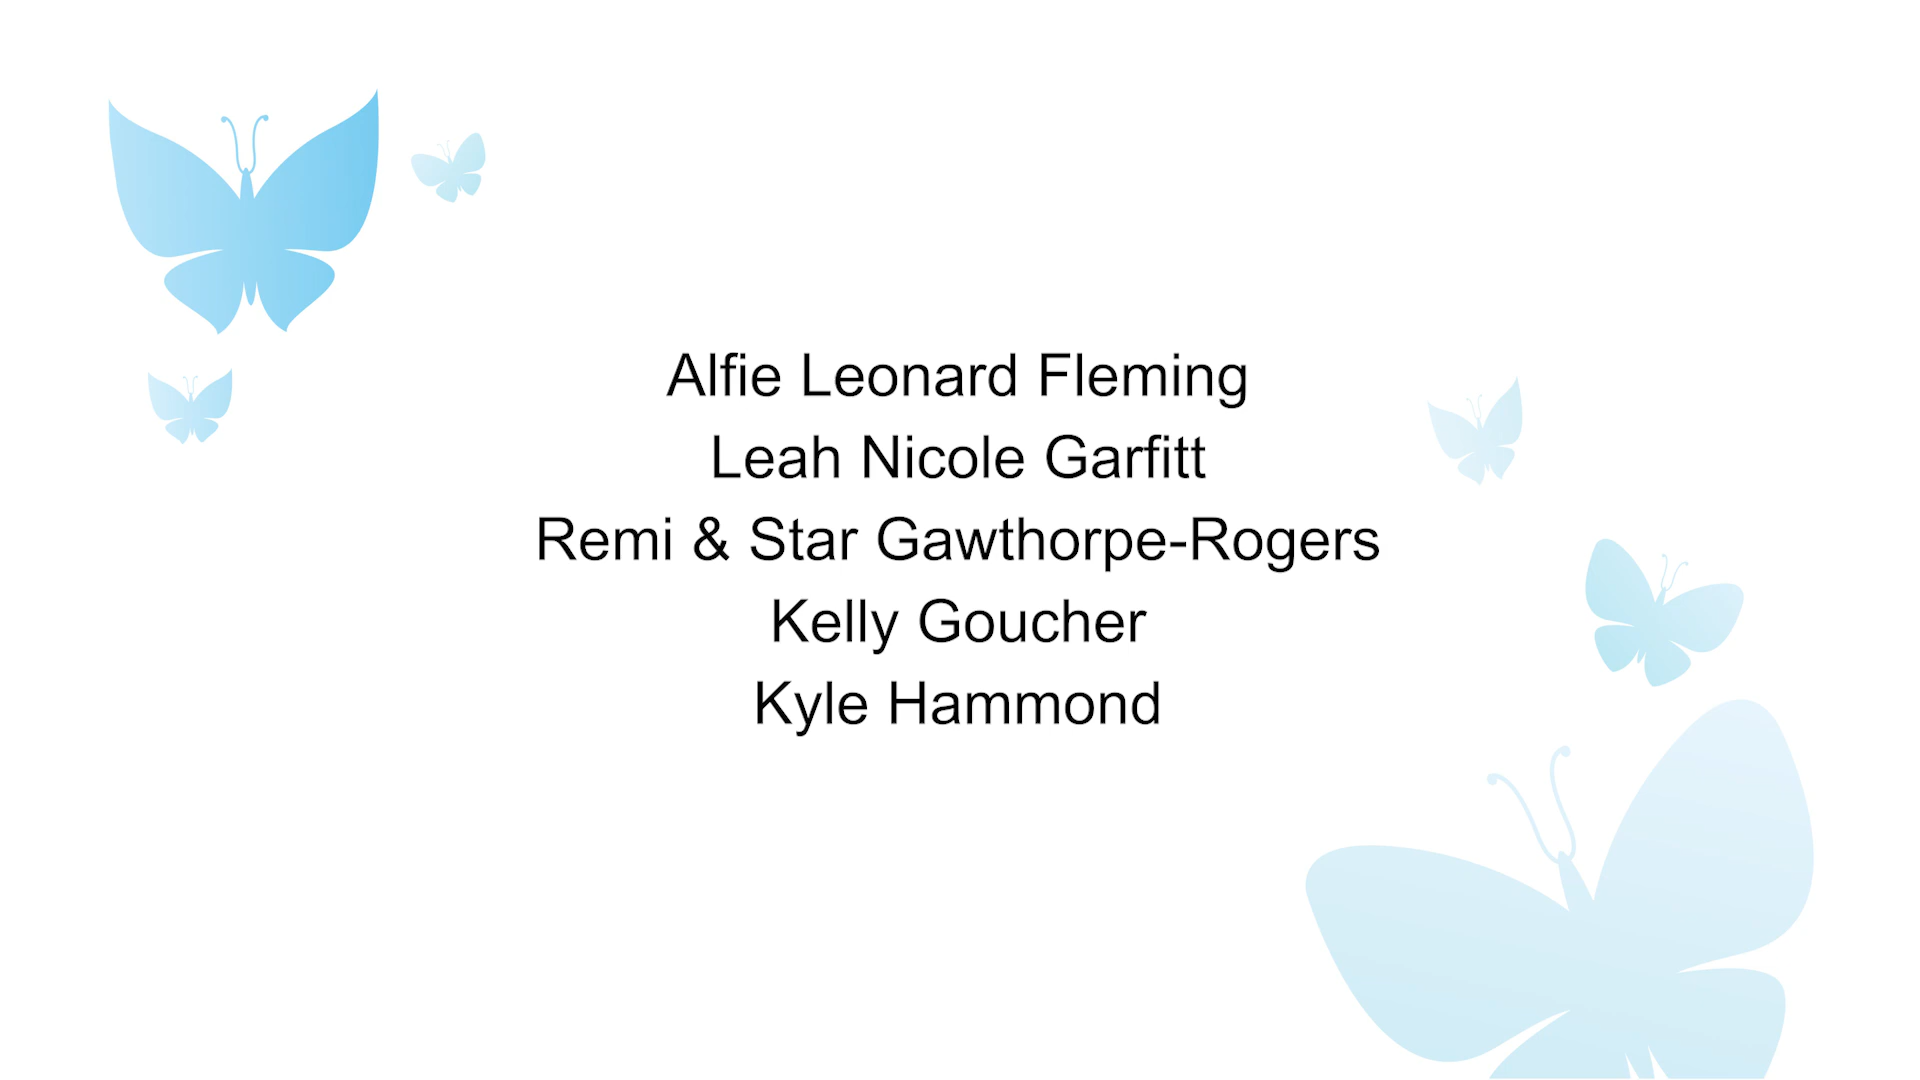 Alfie Leonard Fleming
Leah Nicole Garfitt
Remi & Star Gawthorpe-Rogers
Kelly Goucher
Kyle Hammond